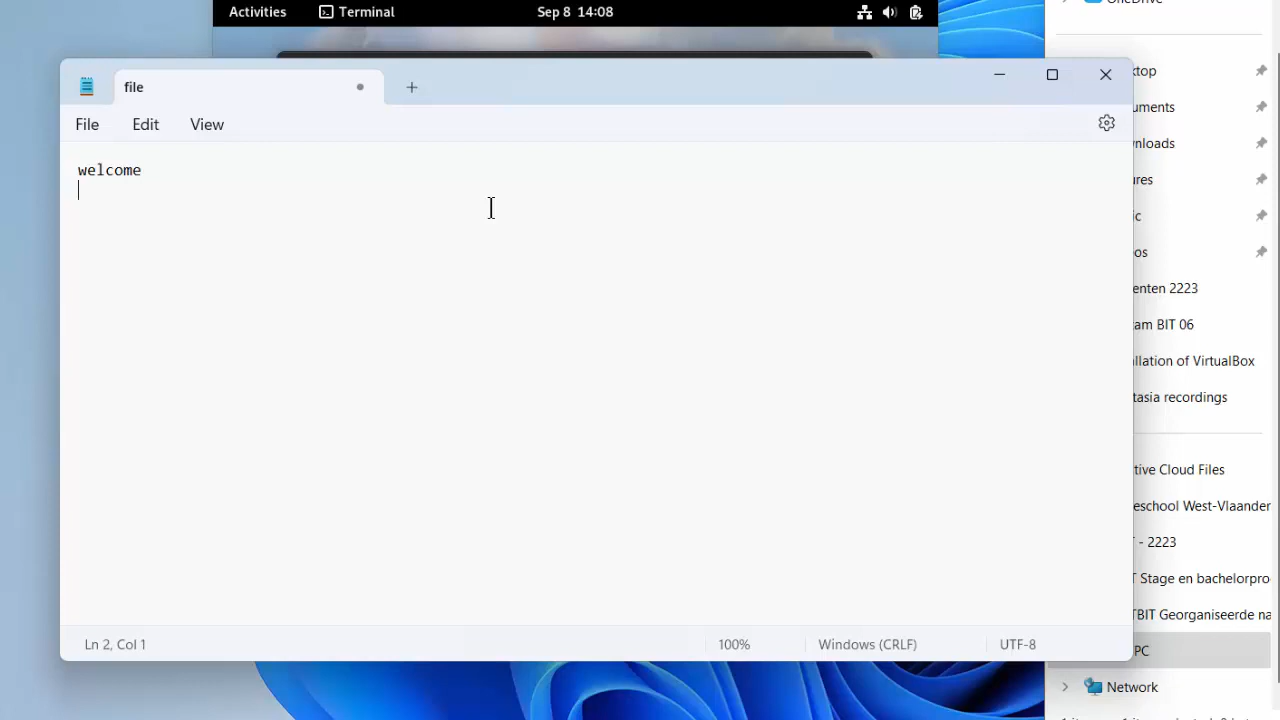 Activities
Terminal
Sep 8 14:08
file
File
Edit
View
welcome
Ln 2, Col 1
100%
Windows (CRLF)
UTF-8
OneDrive
ktop
uments
nloads
ures
ic
os
enten 2223
am BIT 06
llation of VirtualBox
tasia recordings
tive Cloud Files
eschool West-Vlaander
- 2223
T Stage en bachelorpro
TBIT Georganiseerde na
PC
Network